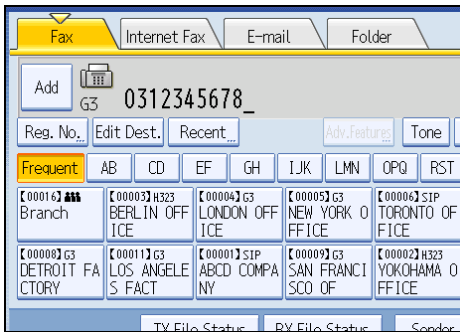 Fax Internet Fax E-mail Folder
Add G3 0312345678_
Reg. No. Edit Dest. Recent Adv.Features Tone
Frequent AB CD EF GH IJK LMN OPQ RST
【00016】 【00003】H323 【00004】G3 【00005】G3 【00006】SIP
Branch BERLIN OFF LONDON OFF NEW YORK O TORONTO OF
ICE ICE FFICE FICE
【00008】G3 【00011】G3 【00001】SIP 【00009】G3 【00002】H323
DETROIT FA LOS ANGELE ABCD COMPA SAN FRANCI YOKOHAMA O
CTORY S FACT NY SCO OF FFICE
TX File Status RX File Status Sender